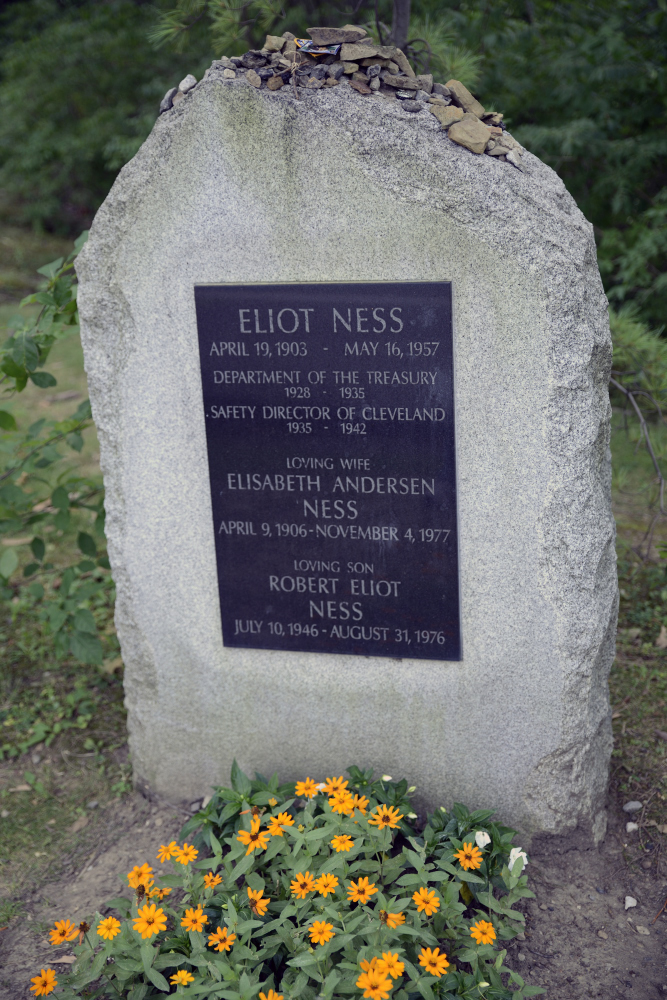 ELIOT NESS
APRIL 19, 1903 - MAY 16, 1957
DEPARTMENT OF THE TREASURY
1928 - 1935
SAFETY DIRECTOR OF CLEVELAND
1935 - 1942
LOVING WIFE
ELISABETH ANDERSEN
NESS
APRIL 9, 1906 - NOVEMBER 4, 1977
LOVING SON
ROBERT ELIOT
NESS
JULY 10, 1946 - AUGUST 31, 1976